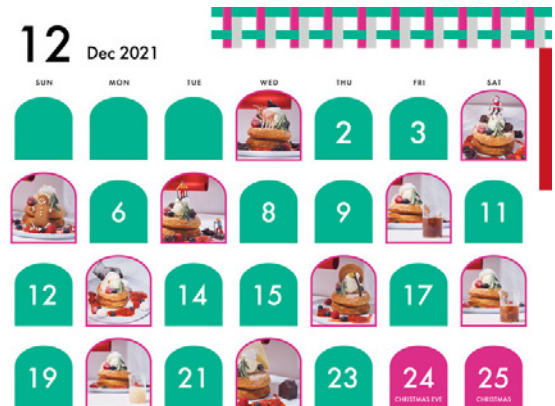 12 Dec 2021
SUN MON TUE WED THU FRI SAT
2 3
6 8 9 11
12 14 15 17
19 21 23 24 25
CHRISTMAS EVE CHRISTMAS